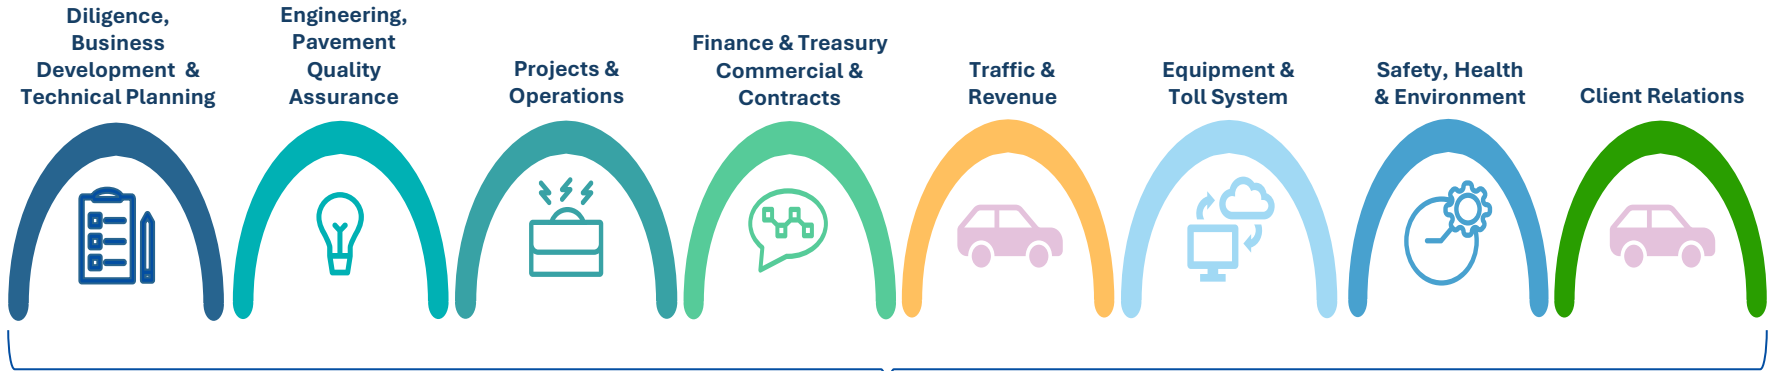 Diligence,
Business
Development &
Technical Planning
Engineering,
Pavement
Quality
Assurance
Projects &
Operations
Finance & Treasury
Commercial &
Contracts
Traffic &
Revenue
Equipment &
Toll System
Safety, Health
& Environment
Client Relations